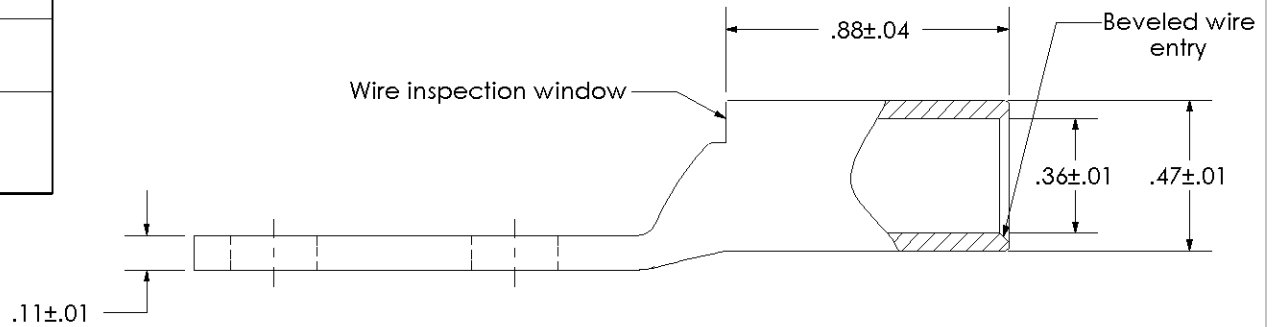 .88±.04
Beveled wire
entry
Wire inspection window
.36±.01
.47±.01
.11±.01